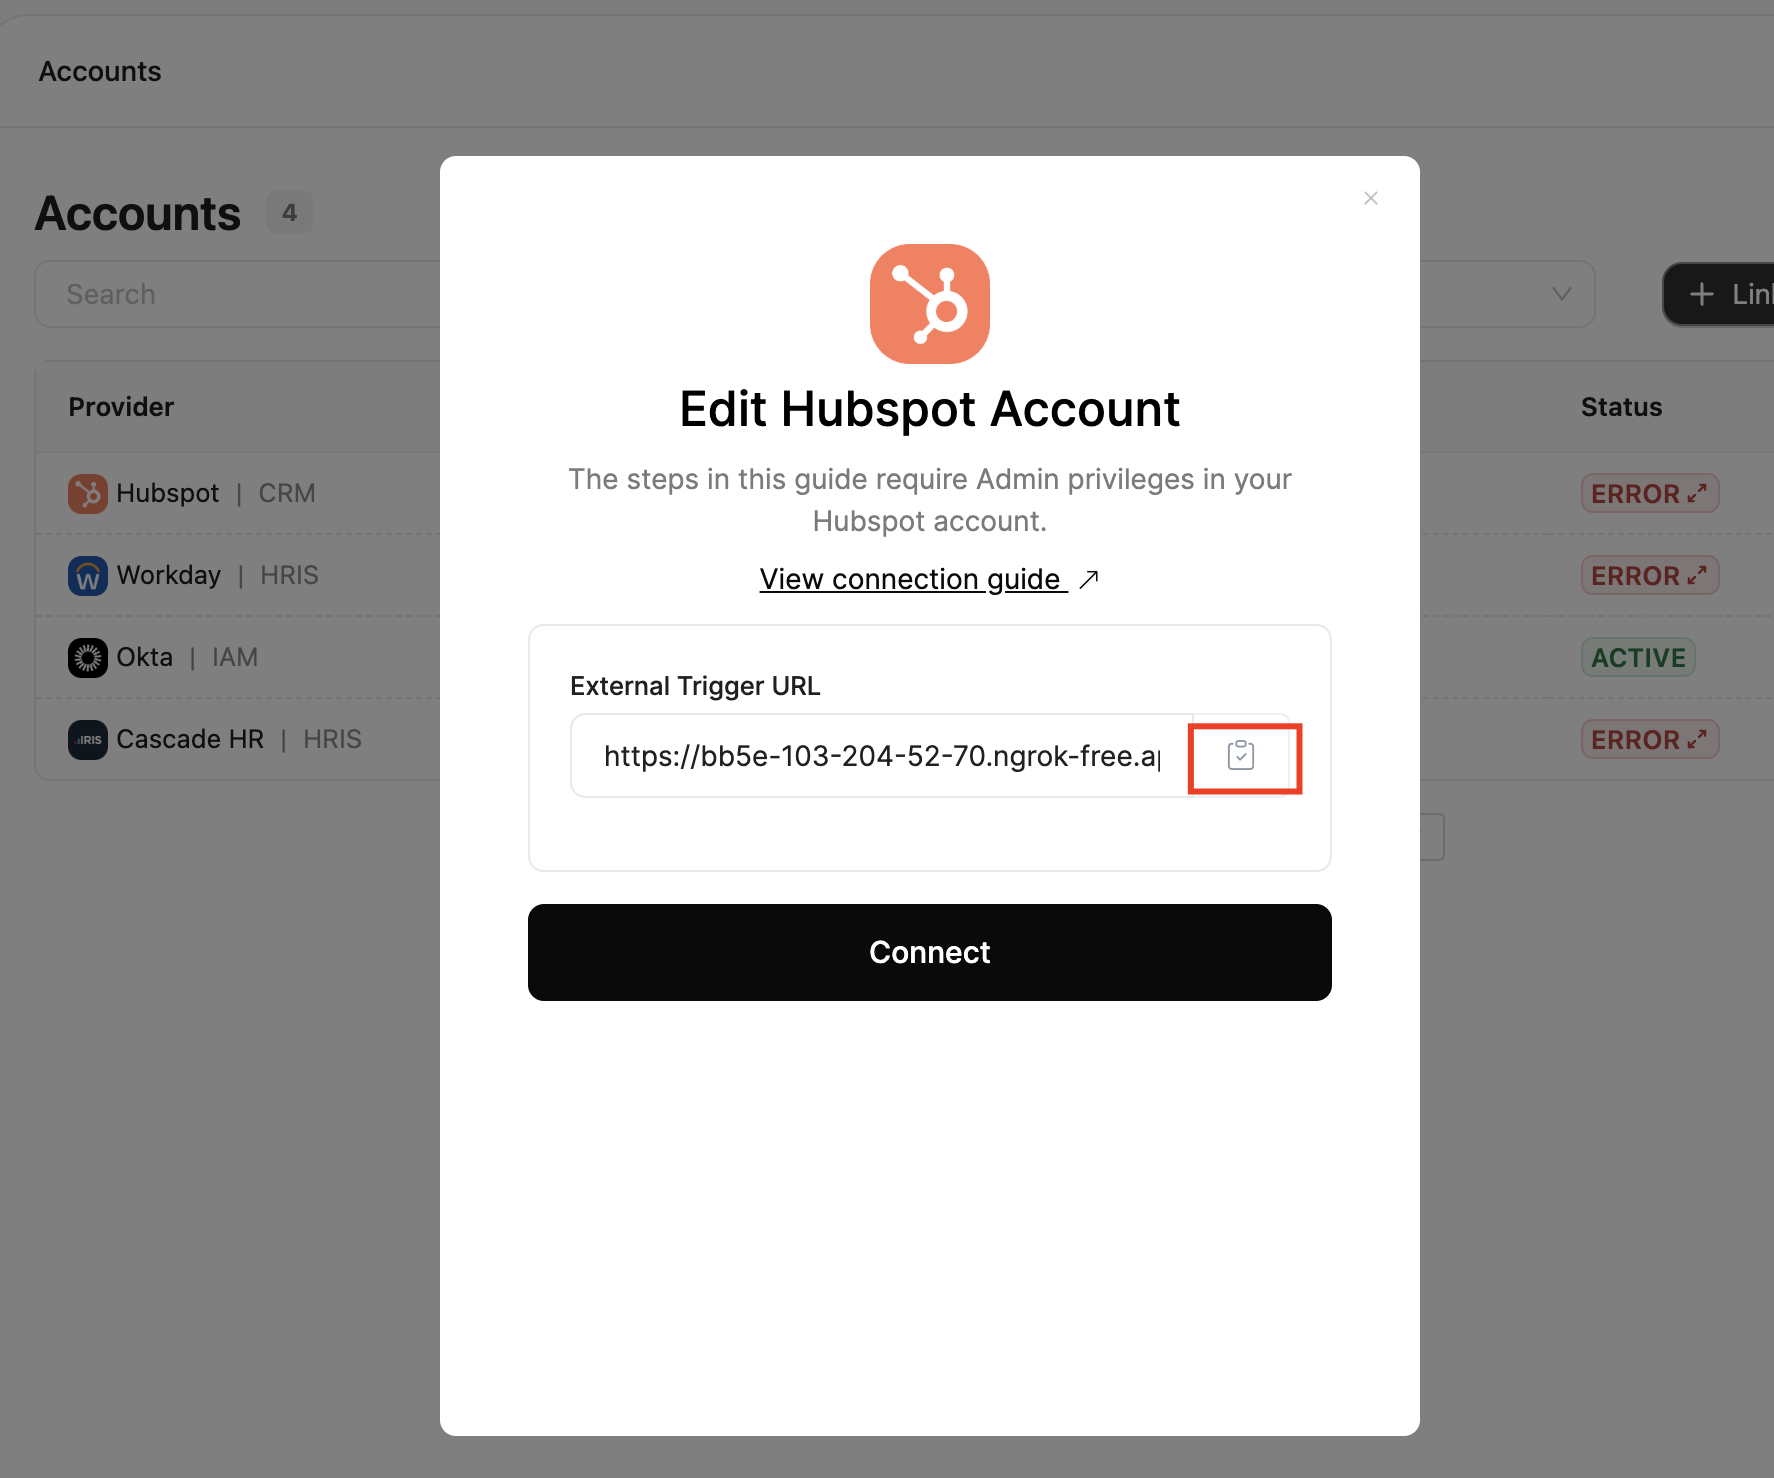 Accounts
Accounts 4
Search
+ Lin
Provider
Status
Hubspot | CRM
ERROR
Workday | HRIS
ERROR
Okta | IAM
ACTIVE
IRIS Cascade HR | HRIS
ERROR
Edit Hubspot Account
The steps in this guide require Admin privileges in your
Hubspot account.
View connection guide
External Trigger URL
https://bb5e-103-204-52-70.ngrok-free.ap
Connect